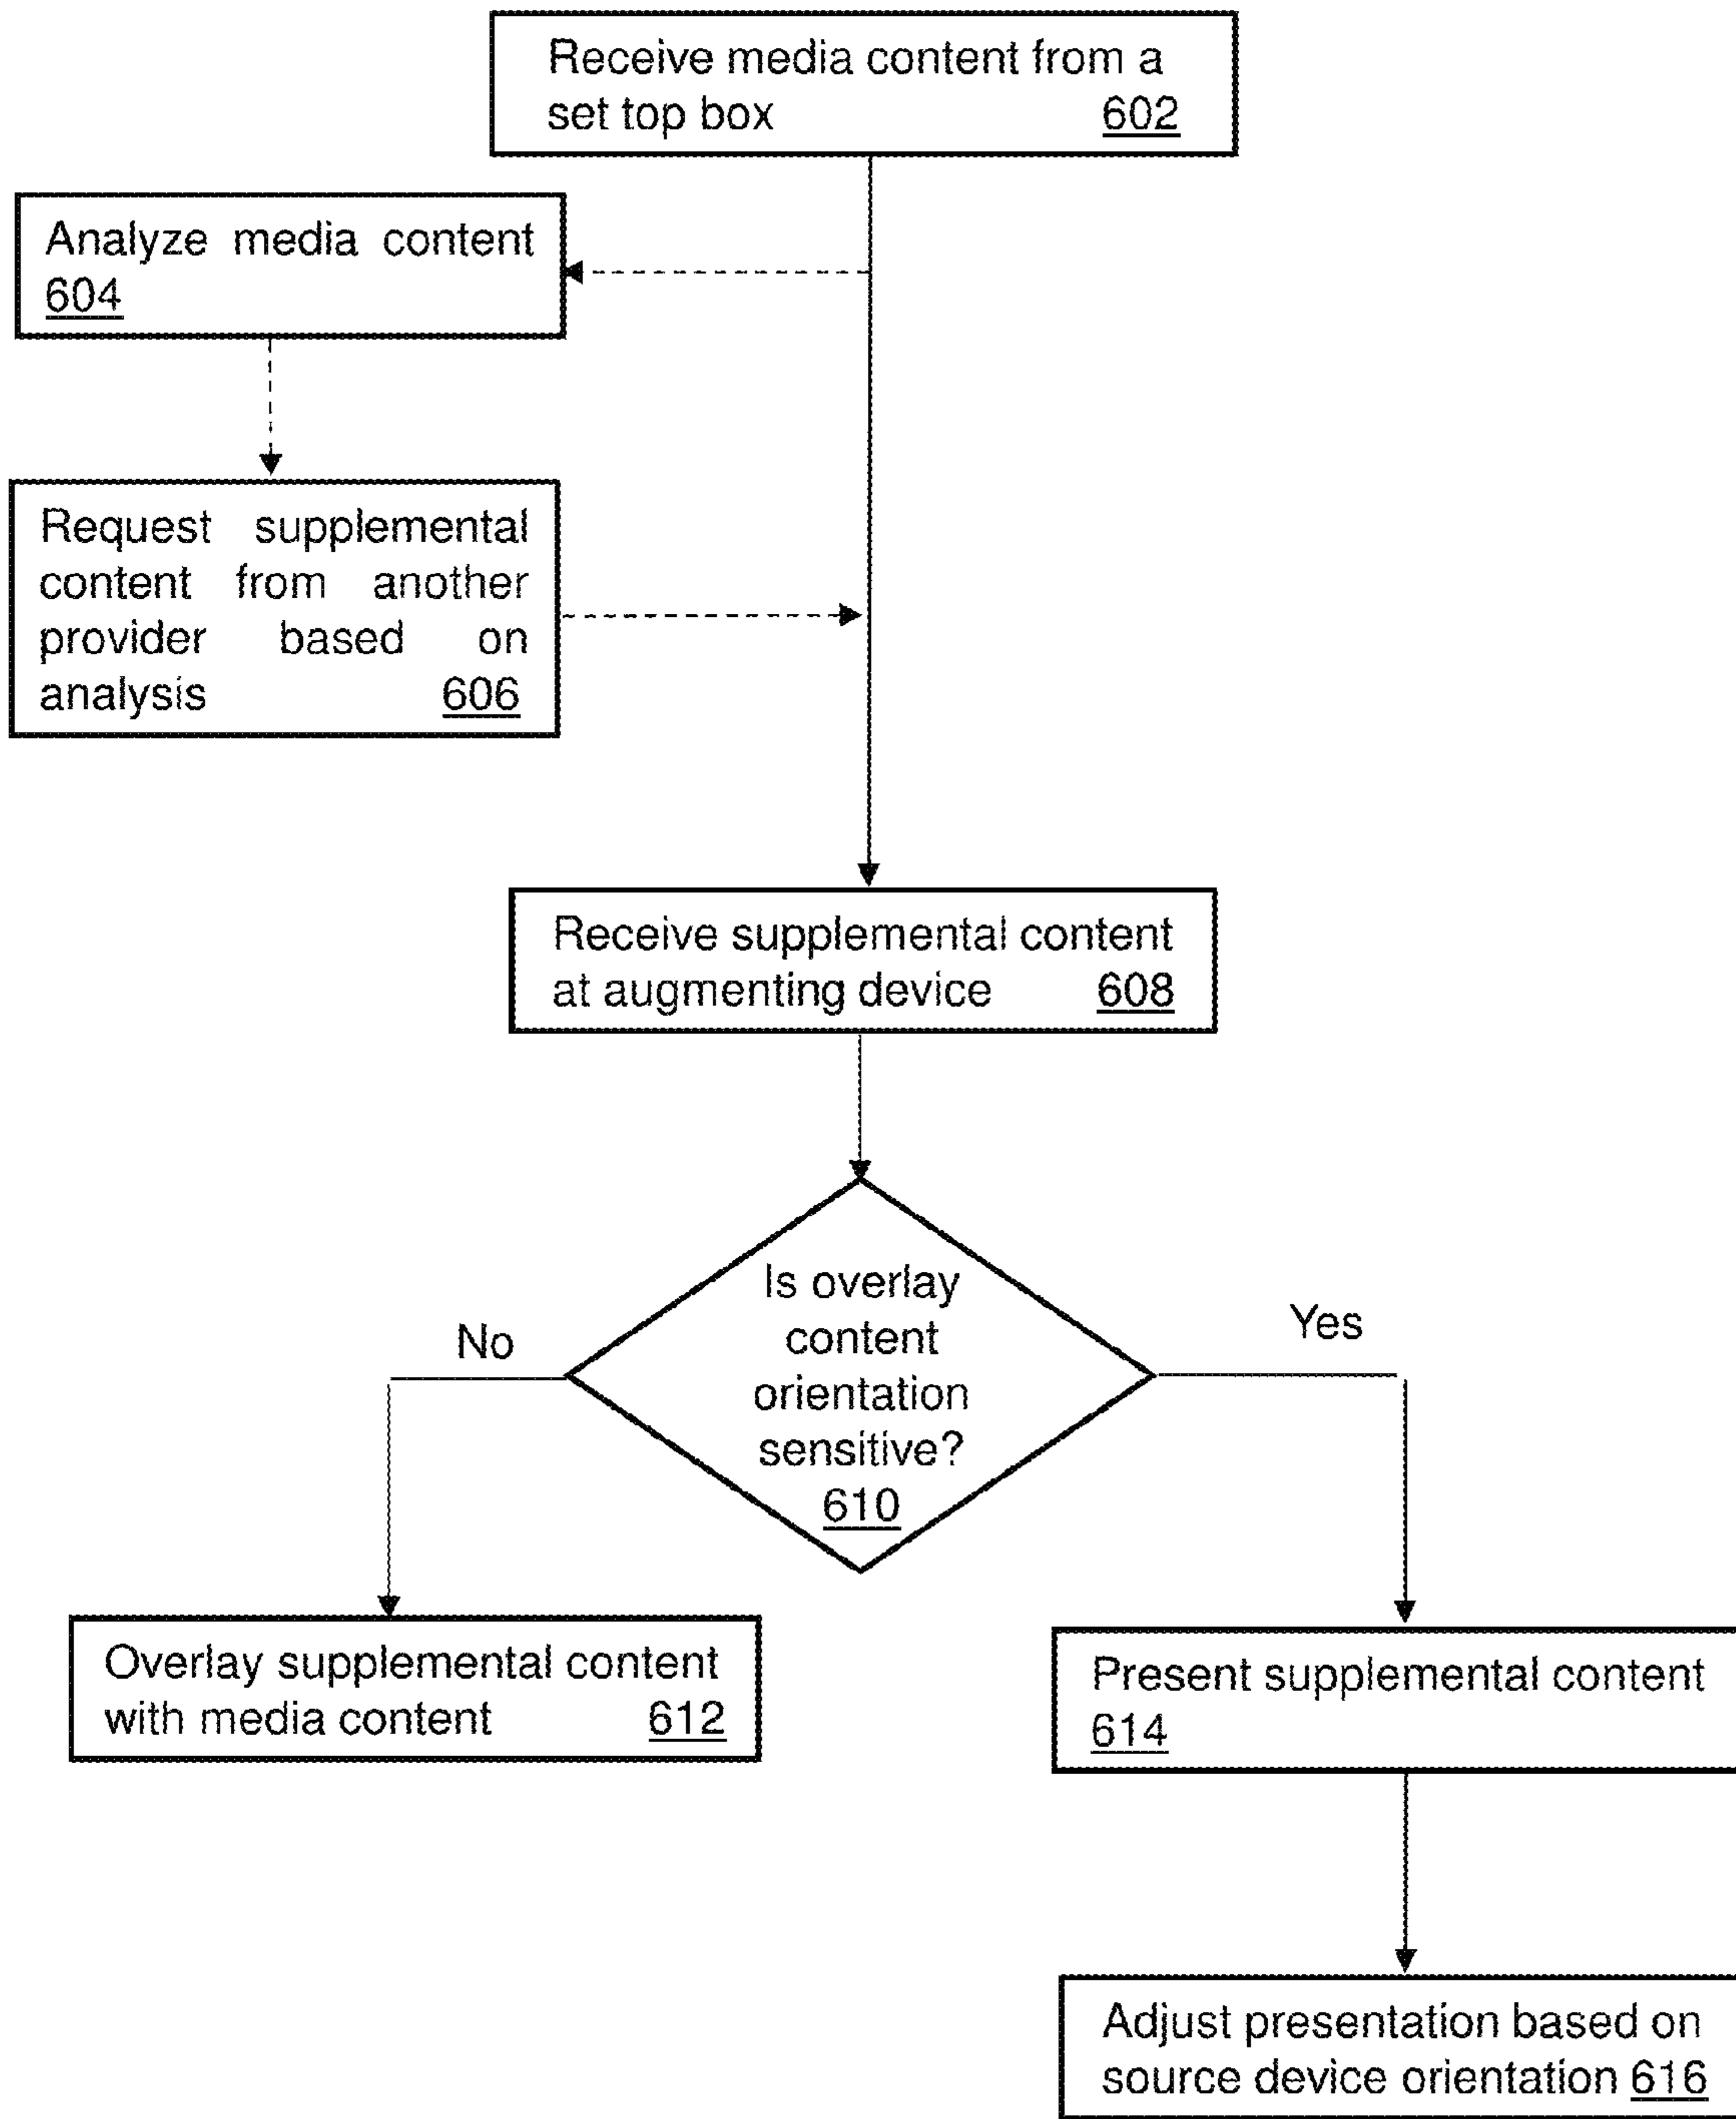 Receive media content from a
set top box 602
Analyze media content
604
Request supplemental
content from another
provider based on
analysis 606
Receive supplemental content
at augmenting device 608
Is overlay
content
orientation
sensitive?
610
No
Yes
Overlay supplemental content
with media content 612
Present supplemental content
614
Adjust presentation based on
source device orientation 616